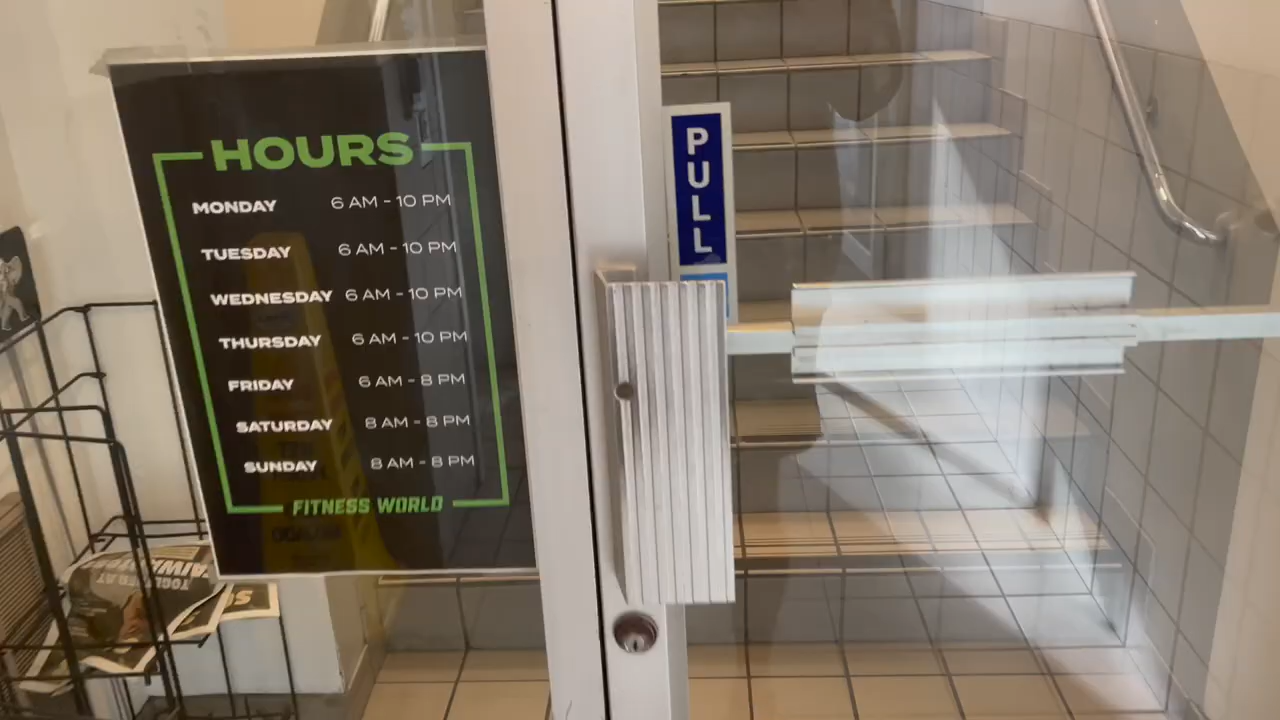 HOURS
MONDAY 6 AM - 10 PM
TUESDAY 6 AM - 10 PM
WEDNESDAY 6 AM - 10 PM
THURSDAY 6 AM - 10 PM
FRIDAY 6 AM - 8 PM
SATURDAY 8 AM - 8 PM
SUNDAY 8 AM - 8 PM
FITNESS WORLD
PULL
TOGETHER AT